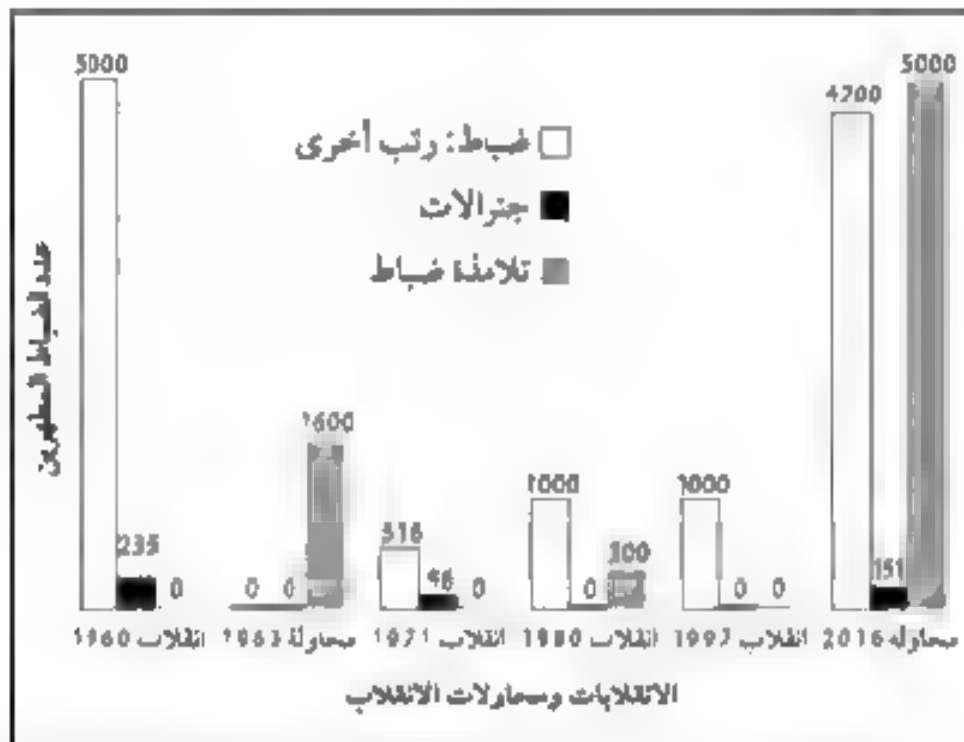 5000
4200
5000
ضباط: رتب أخرى
جنرالات
تلامذة ضباط
عدد الضباط المطهرين
235
0
0
0
1600
516
46
0
1000
0
300
1000
0
0
151
انقلاب 1960
محاولة 1963
انقلاب 1971
انقلاب 1980
انقلاب 1997
محاولة 2016
الانقلابات ومحاولات الانقلاب